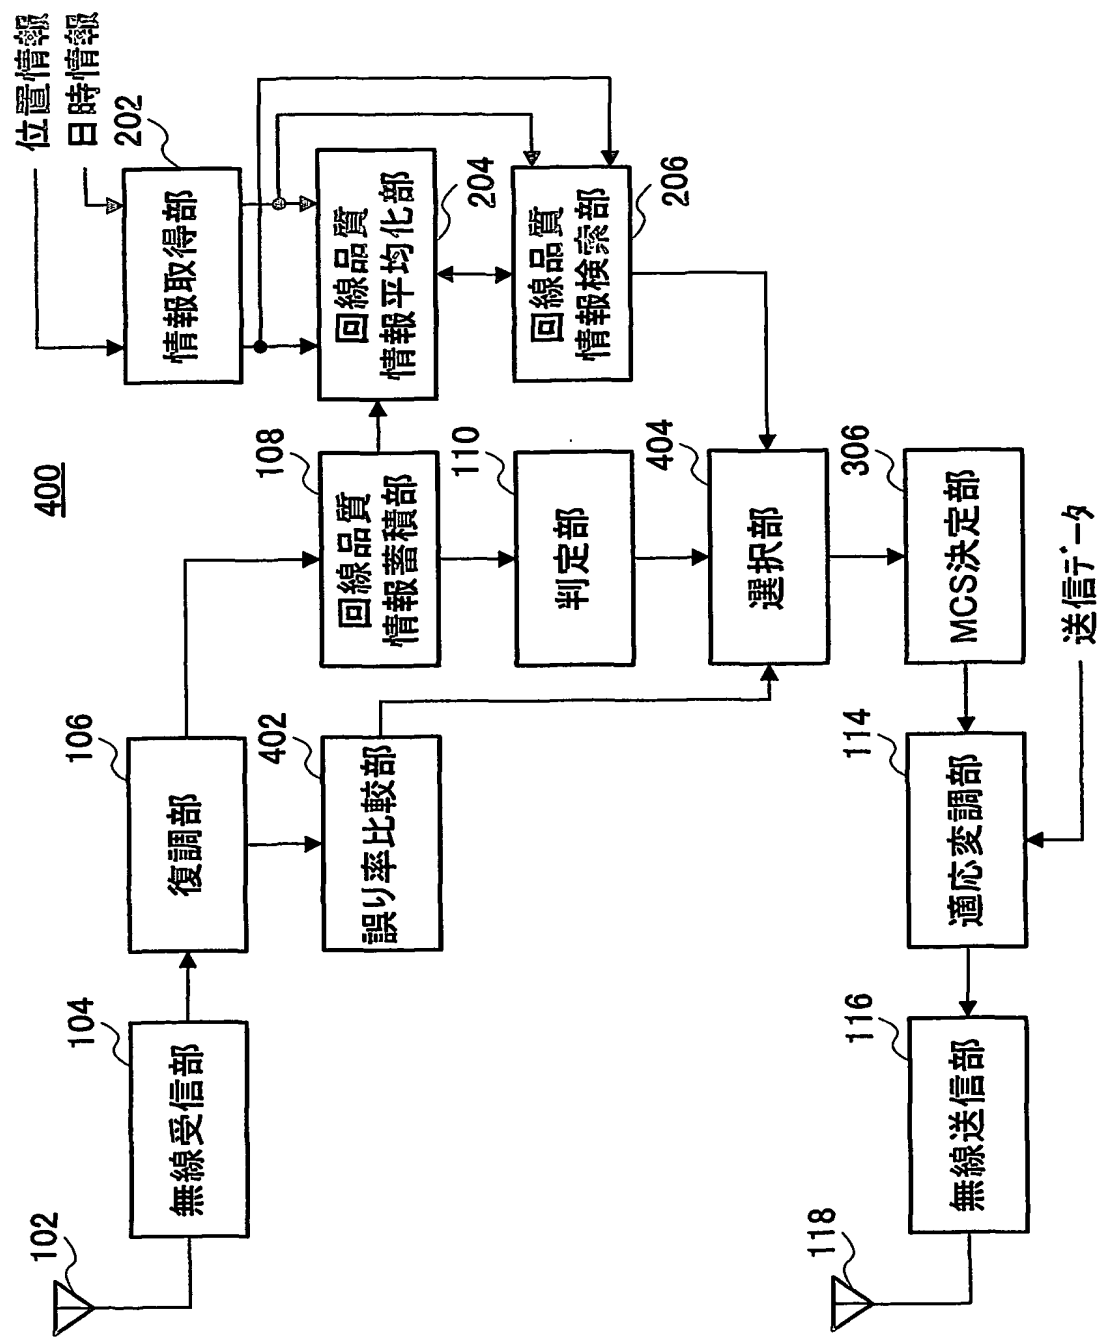 400
位置情報
日時情報
202
情報取得部
102
104
無線受信部
106
復調部
108
回線品質
情報蓄積部
回線品質
情報平均化部
204
402
誤り率比較部
110
判定部
回線品質
情報検索部
206
404
選択部
118
116
無線送信部
114
適応変調部
306
MCS決定部
送信データ